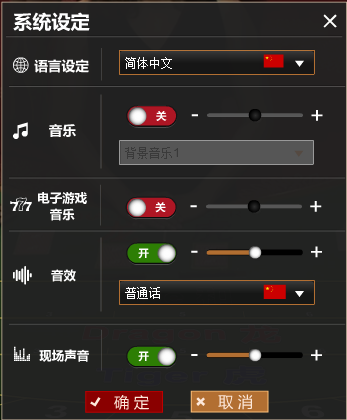 系统设定
语言设定
简体中文
音乐
关
- +
背景音乐1
777 电子游戏
音乐
关
- +
音效
开
- +
普通话
现场声音
开
- +
确定
取消